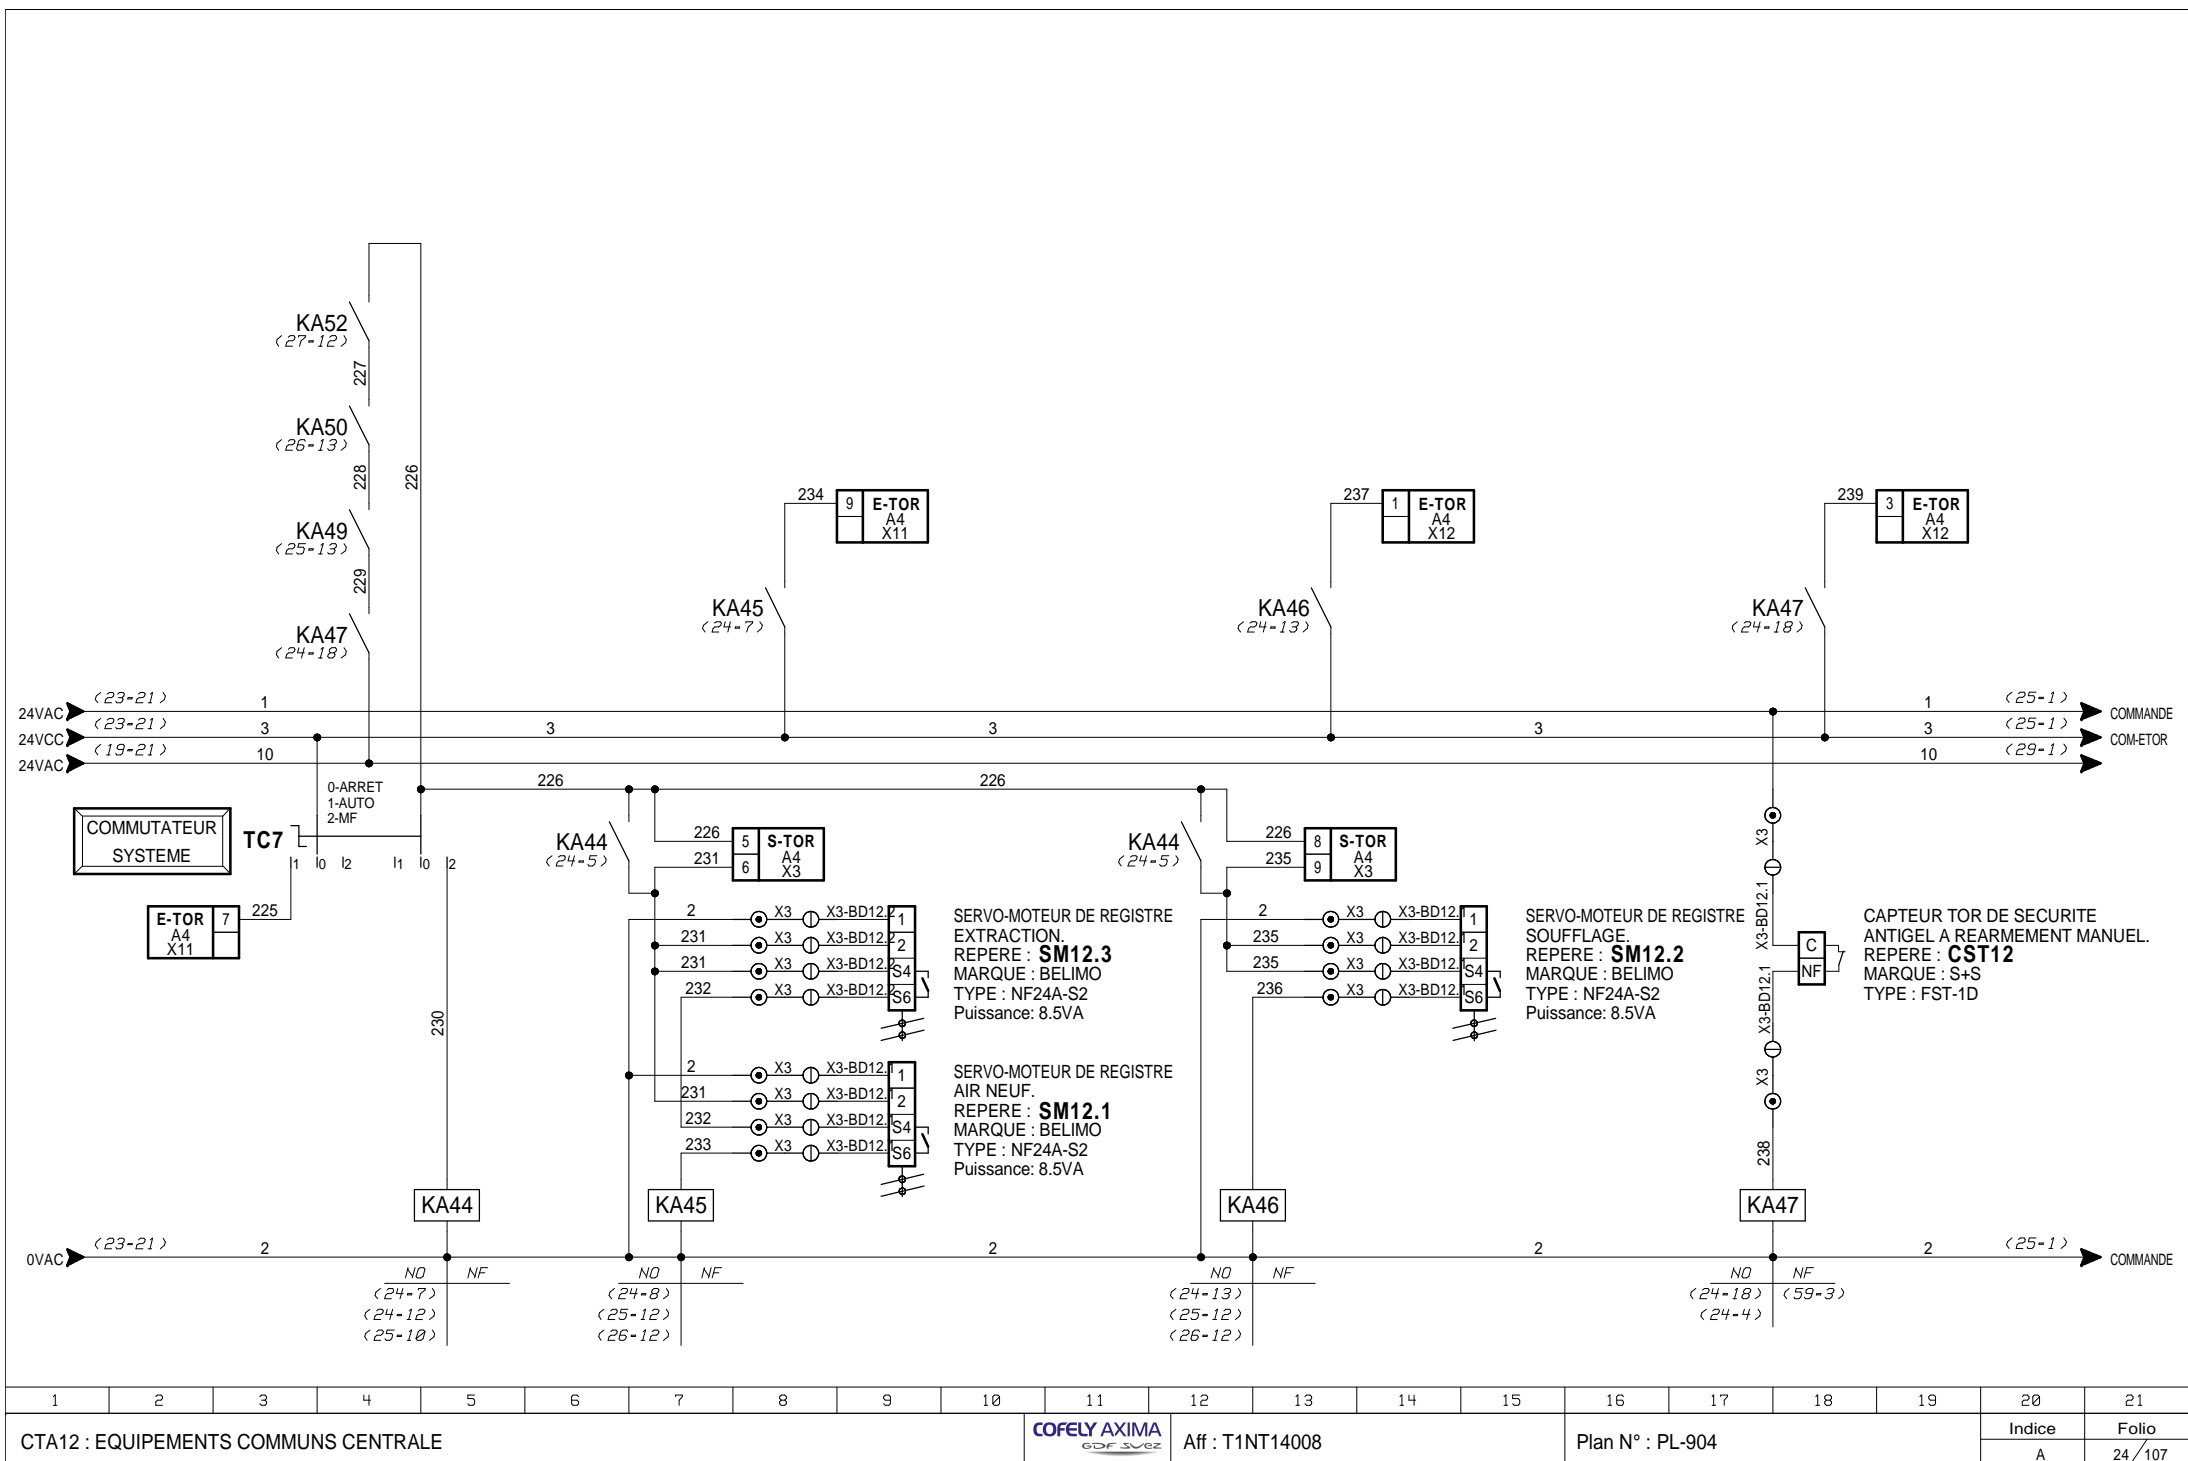 KA52
(27-12)
227
KA50
(26-13)
228
226
KA49
(25-13)
229
KA47
(24-18)
234
9 E-TOR
A4
X11
KA45
(24-7)
237
1 E-TOR
A4
X12
KA46
(24-13)
239
3 E-TOR
A4
X12
KA47
(24-18)
24VAC (23-21) 1 1 (25-1) COMMANDE
24VCC (23-21) 3 3 3 3 3 (25-1) COM-ETOR
24VAC (19-21) 10 10 (29-1)
0-ARRET
1-AUTO
2-MF
COMMUTATEUR
SYSTEME
TC7
1 0 2 1 0 2
E-TOR 7 225
A4
X11
230
226 226
KA44
(24-5)
226 5 S-TOR
231 6 A4
X3
2 X3 X3-BD12.2 1
231 X3 X3-BD12.2 2
231 X3 X3-BD12.2 S4
232 X3 X3-BD12.2 S6
SERVO-MOTEUR DE REGISTRE
EXTRACTION.
REPERE : SM12.3
MARQUE : BELIMO
TYPE : NF24A-S2
Puissance: 8.5VA
2 X3 X3-BD12.1 1
231 X3 X3-BD12.1 2
232 X3 X3-BD12.1 S4
233 X3 X3-BD12.1 S6
SERVO-MOTEUR DE REGISTRE
AIR NEUF.
REPERE : SM12.1
MARQUE : BELIMO
TYPE : NF24A-S2
Puissance: 8.5VA
KA44
(24-5)
226 8 S-TOR
235 9 A4
X3
2 X3 X3-BD12.1 1
235 X3 X3-BD12.1 2
235 X3 X3-BD12.1 S4
236 X3 X3-BD12.1 S6
SERVO-MOTEUR DE REGISTRE
SOUFFLAGE.
REPERE : SM12.2
MARQUE : BELIMO
TYPE : NF24A-S2
Puissance: 8.5VA
X3
X3-BD12.1
C
NF
X3-BD12.1
X3
238
CAPTEUR TOR DE SECURITE
ANTIGEL A REARMEMENT MANUEL.
REPERE : CST12
MARQUE : S+S
TYPE : FST-1D
KA44 KA45 KA46 KA47
0VAC (23-21) 2 2 2 2 (25-1) COMMANDE
NO NF
(24-7)
(24-12)
(25-10)
NO NF
(24-8)
(25-12)
(26-12)
NO NF
(24-13)
(25-12)
(26-12)
NO NF
(24-18) (59-3)
(24-4)
1 2 3 4 5 6 7 8 9 10 11 12 13 14 15 16 17 18 19 20 21
CTA12 : EQUIPEMENTS COMMUNS CENTRALE
COFELY AXIMA
GDF SUEZ
Aff : T1NT14008
Plan N° : PL-904
Indice
A
Folio
24/107